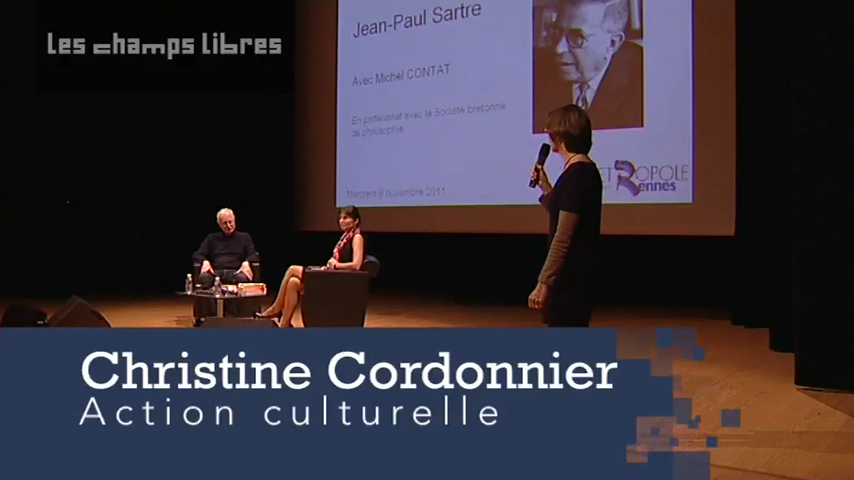 les champs libres
Jean-Paul Sartre
Avec Michel CONTAT
En partenariat avec la Société bretonne
de philosophie
Mercredi 9 novembre 2011
ROPOLE
Rennes
Christine Cordonnier
Action culturelle